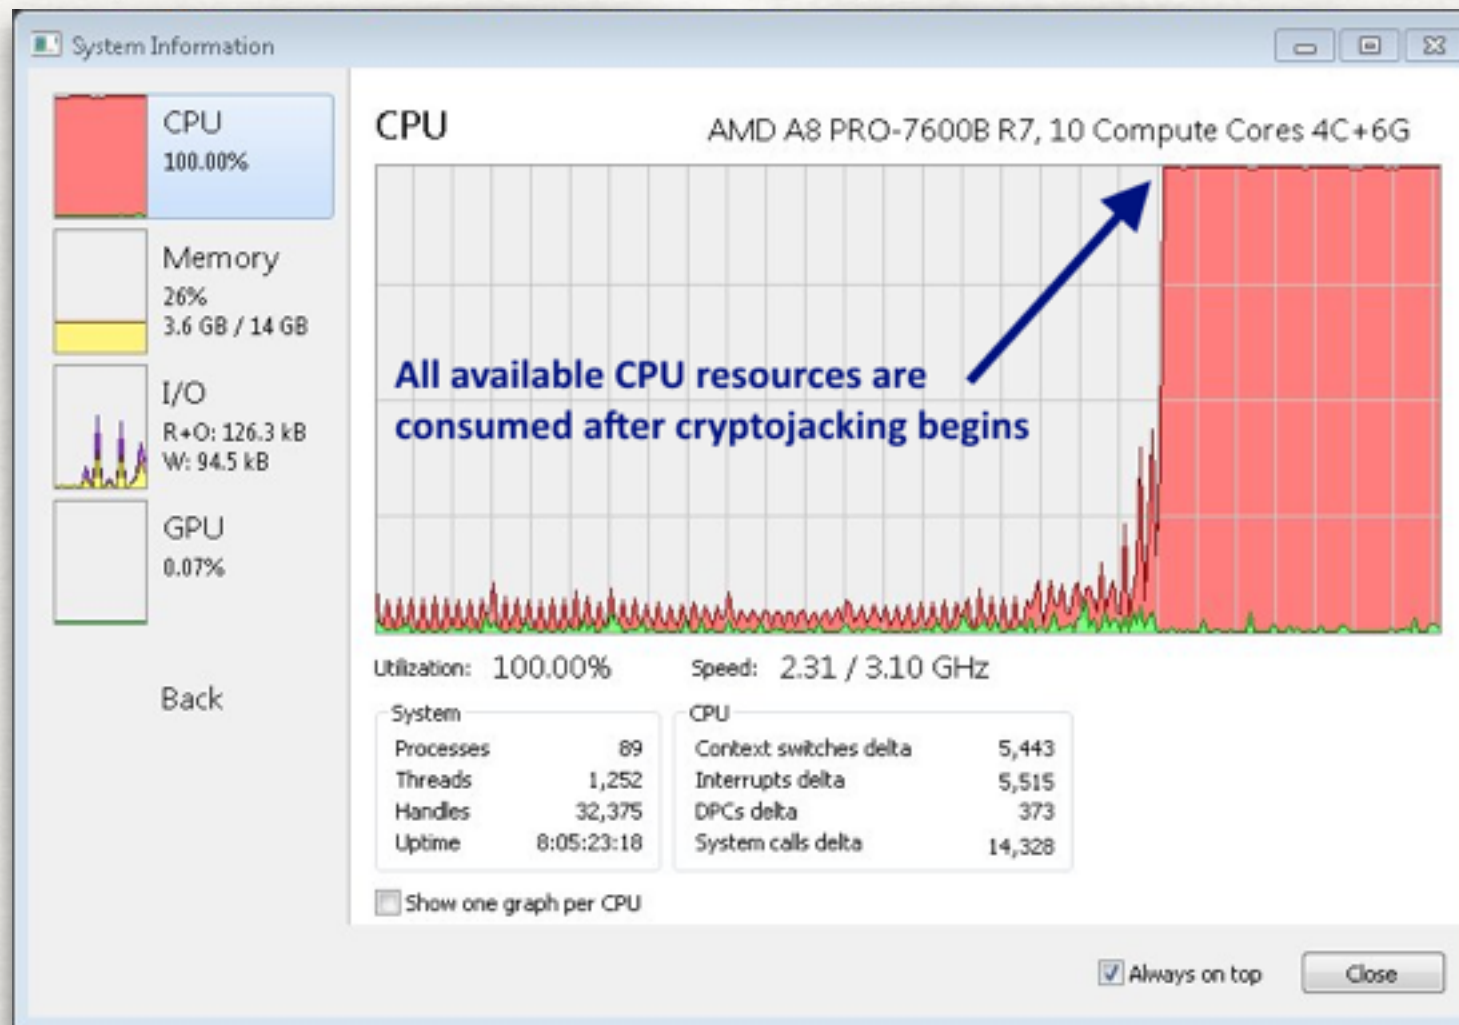 System Information
CPU
100.00%
Memory
26%
3.6 GB / 14 GB
I/O
R+O: 126.3 kB
W: 94.5 kB
GPU
0.07%
Back
CPU
AMD A8 PRO-7600B R7, 10 Compute Cores 4C+6G
All available CPU resources are
consumed after cryptojacking begins
Utilization: 100.00%
Speed: 2.31 / 3.10 GHz
System
Processes 89
Threads 1,252
Handles 32,375
Uptime 8:05:23:18
CPU
Context switches delta 5,443
Interrupts delta 5,515
DPCs delta 373
System calls delta 14,328
Show one graph per CPU
Always on top
Close